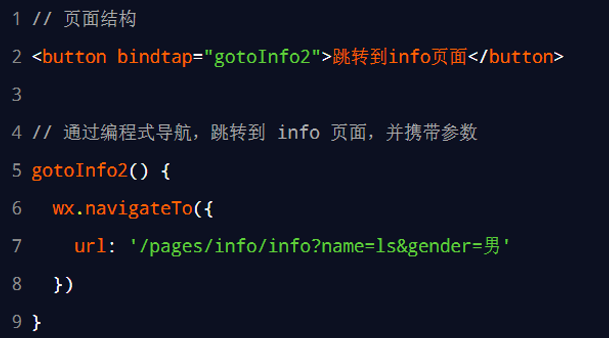 1 // 页面结构
2 <button bindtap="gotoInfo2">跳转到info页面</button>
3
4 // 通过编程式导航，跳转到 info 页面，并携带参数
5 gotoInfo2() {
6   wx.navigateTo({
7     url: '/pages/info/info?name=ls&gender=男'
8   })
9 }